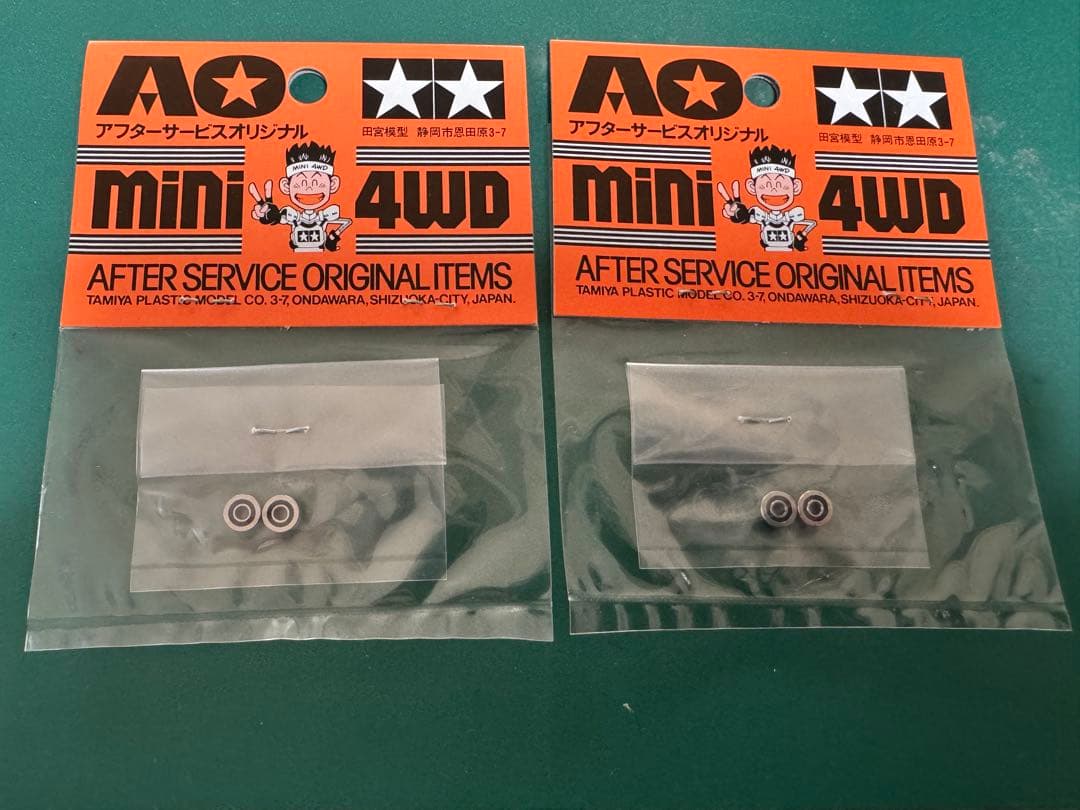 AO
アフターサービスオリジナル
田宮模型 静岡市恩田原3-7
MINI 4WD
mini 4WD
AFTER SERVICE ORIGINAL ITEMS
TAMIYA PLASTIC MODEL CO. 3-7, ONDAWARA, SHIZUOKA-CITY, JAPAN.
AO
アフターサービスオリジナル
田宮模型 静岡市恩田原3-7
MINI 4WD
mini 4WD
AFTER SERVICE ORIGINAL ITEMS
TAMIYA PLASTIC MODEL CO. 3-7, ONDAWARA, SHIZUOKA-CITY, JAPAN.